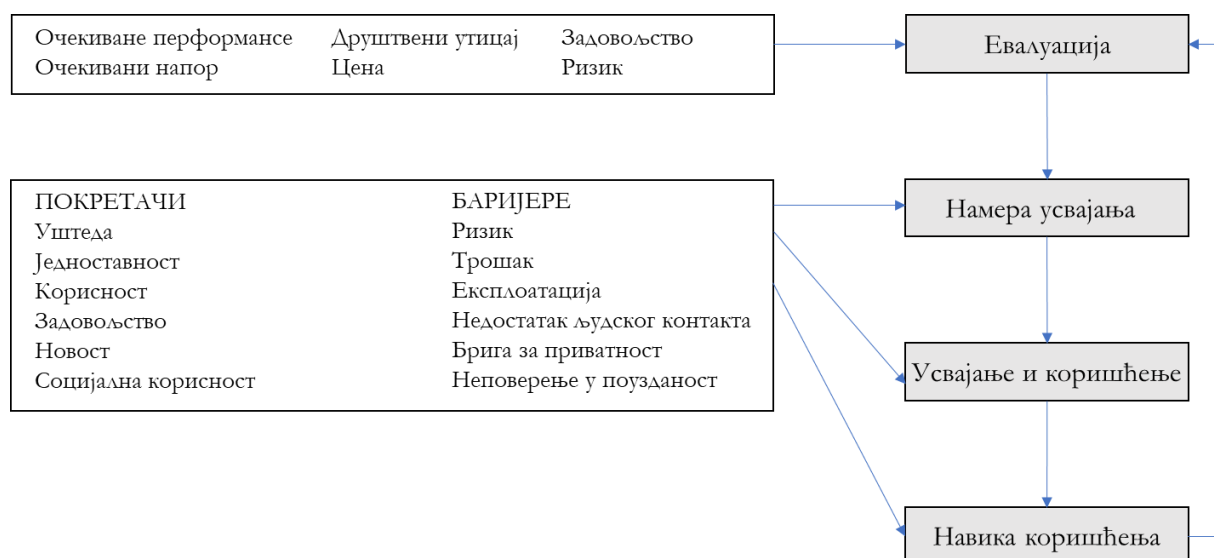 Очекиване перформансе Друштвени утицај Задовољство
Очекивани напор Цена Ризик
Евалуација
ПОКРЕТАЧИ БАРИЈЕРЕ
Уштеда Ризик
Једноставност Трошак
Корисност Експлоатација
Задовољство Недостатак људског контакта
Новост Брига за приватност
Социјална корисност Неповерење у поузданост
Намера усвајања
Усвајање и коришћење
Навика коришћења